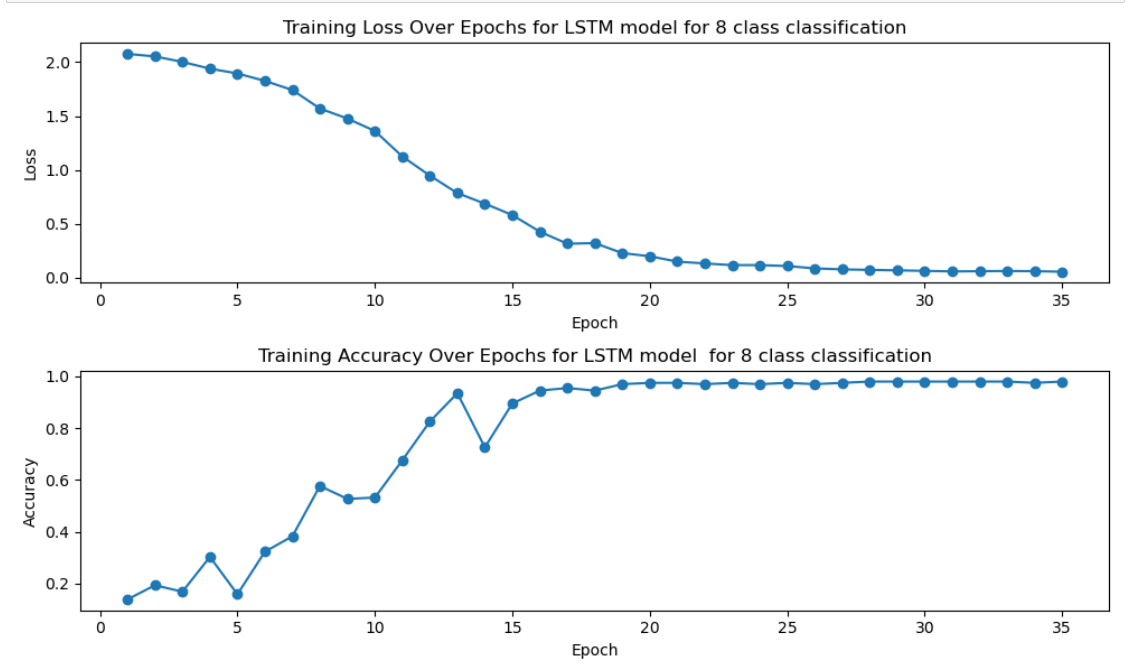 Training Loss Over Epochs for LSTM model for 8 class classification
2.0
1.5
1.0
0.5
0.0
Loss
0 5 10 15 20 25 30 35
Epoch
Training Accuracy Over Epochs for LSTM model  for 8 class classification
1.0
0.8
0.6
0.4
0.2
Accuracy
0 5 10 15 20 25 30 35
Epoch